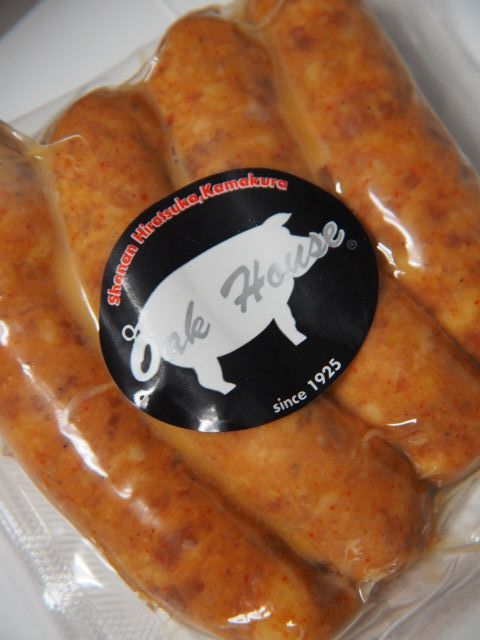 Shonan Hiratsuka,Kamakura
Oak House
since 1925